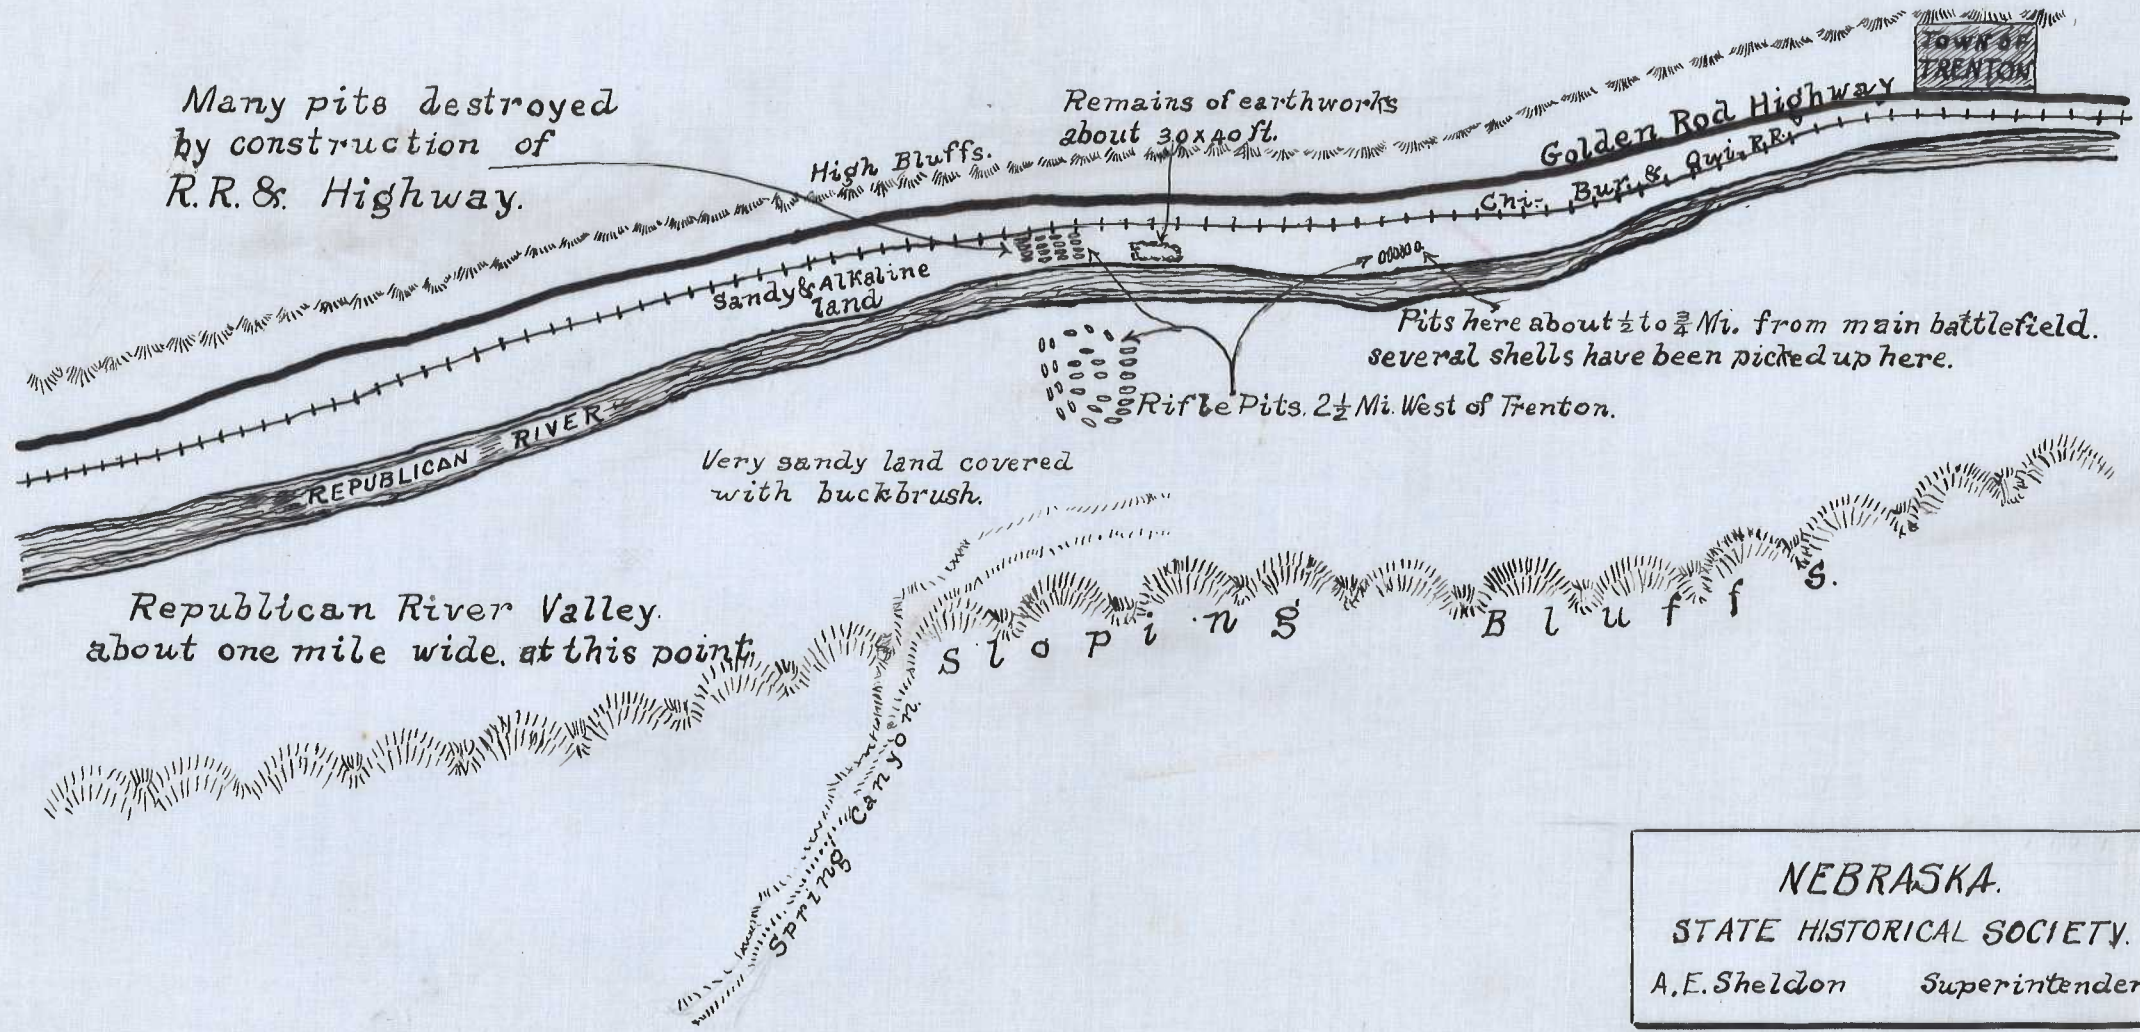 TOWN OF
TRENTON
Many pits destroyed
by construction of
R.R. & Highway.
Remains of earthworks
about 30x40 ft.
High Bluffs.
Golden Rod Highway
Chi- Bur. & Qui. R.R.
Sandy & Alkaline
land
Pits here about ½ to ¾ Mi. from main battlefield.
several shells have been picked up here.
Rifle Pits. 2½ Mi. West of Trenton.
REPUBLICAN RIVER
Very sandy land covered
with buckbrush.
Republican River Valley.
about one mile wide. at this point.
Sloping Bluffs.
Spring Canyon.
NEBRASKA.
STATE HISTORICAL SOCIETY.
A.E. Sheldon Superintenden